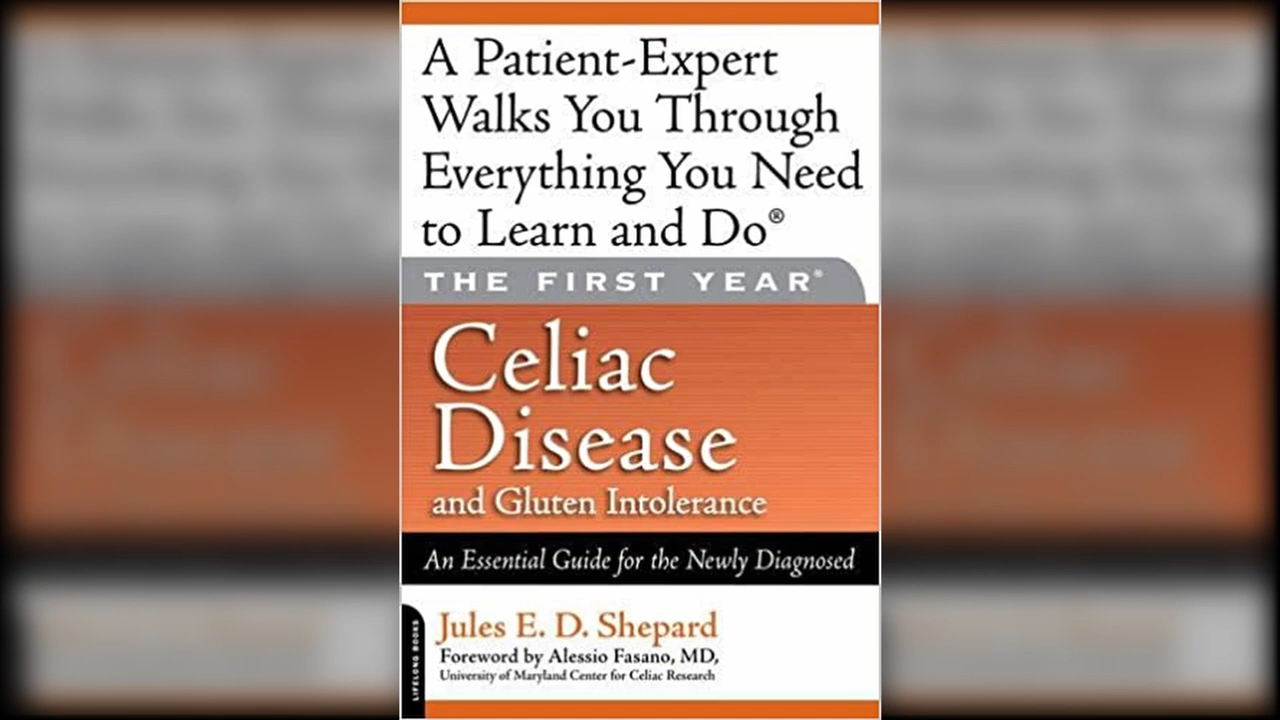 A Patient-Expert
Walks You Through
Everything You Need
to Learn and Do®
THE FIRST YEAR®
Celiac
Disease
and Gluten Intolerance
An Essential Guide for the Newly Diagnosed
Jules E. D. Shepard
Foreword by Alessio Fasano, MD,
University of Maryland Center for Celiac Research
LIFELONG BOOKS